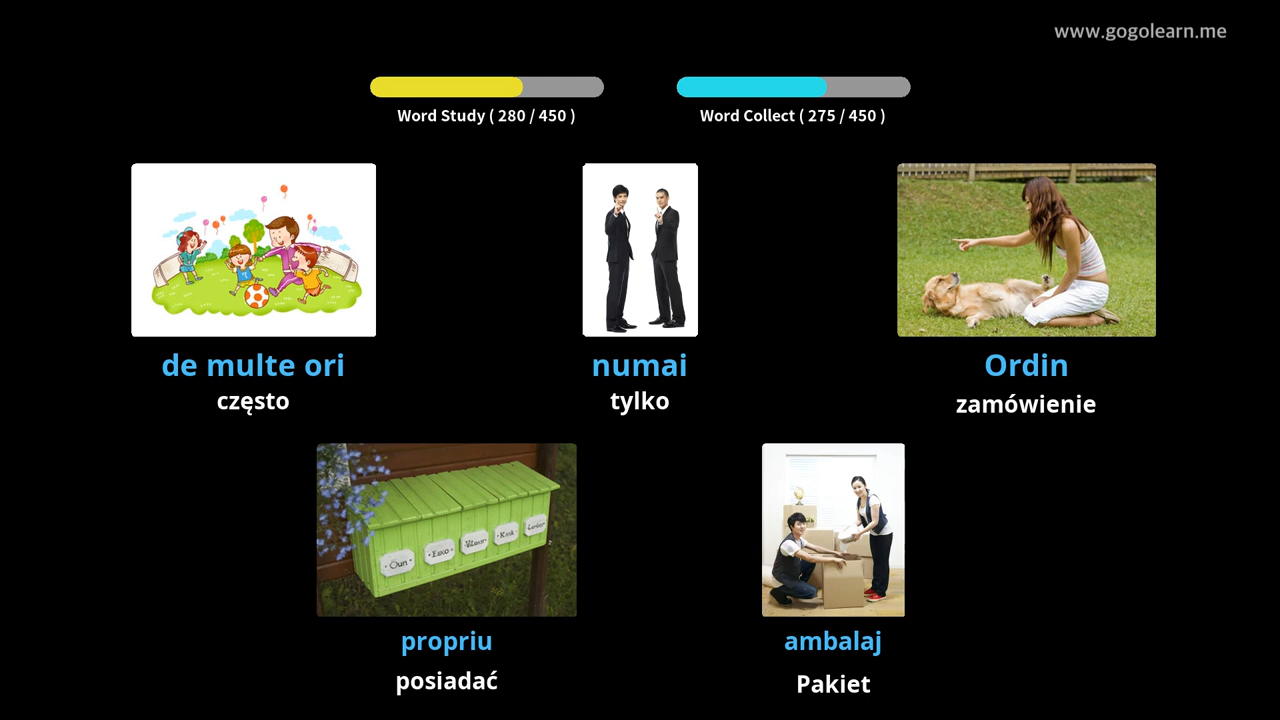 www.gogolearn.me
Word Study ( 280 / 450 )
Word Collect ( 275 / 450 )
de multe ori
często
numai
tylko
Ordin
zamówienie
propriu
posiadać
ambalaj
Pakiet